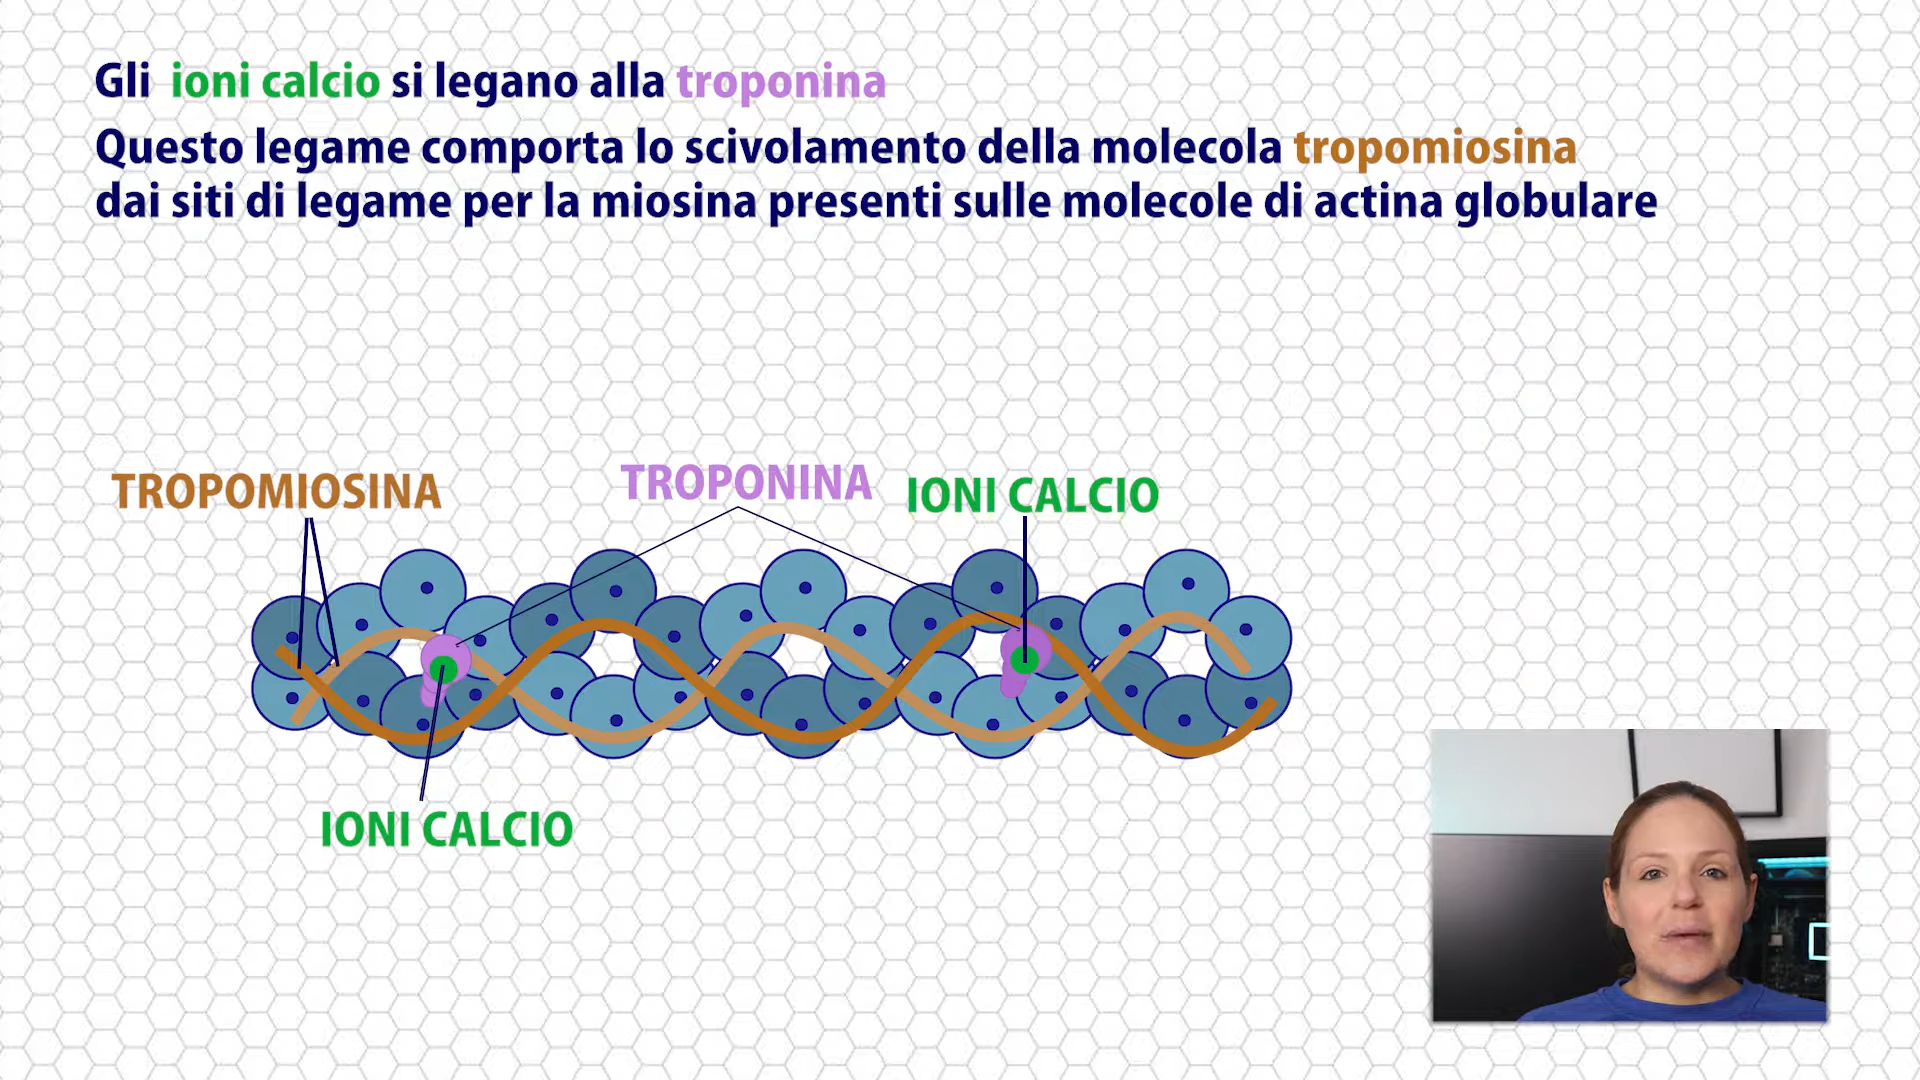 Gli ioni calcio si legano alla troponina
Questo legame comporta lo scivolamento della molecola tropomiosina
dai siti di legame per la miosina presenti sulle molecole di actina globulare
TROPOMIOSINA
TROPONINA
IONI CALCIO
IONI CALCIO